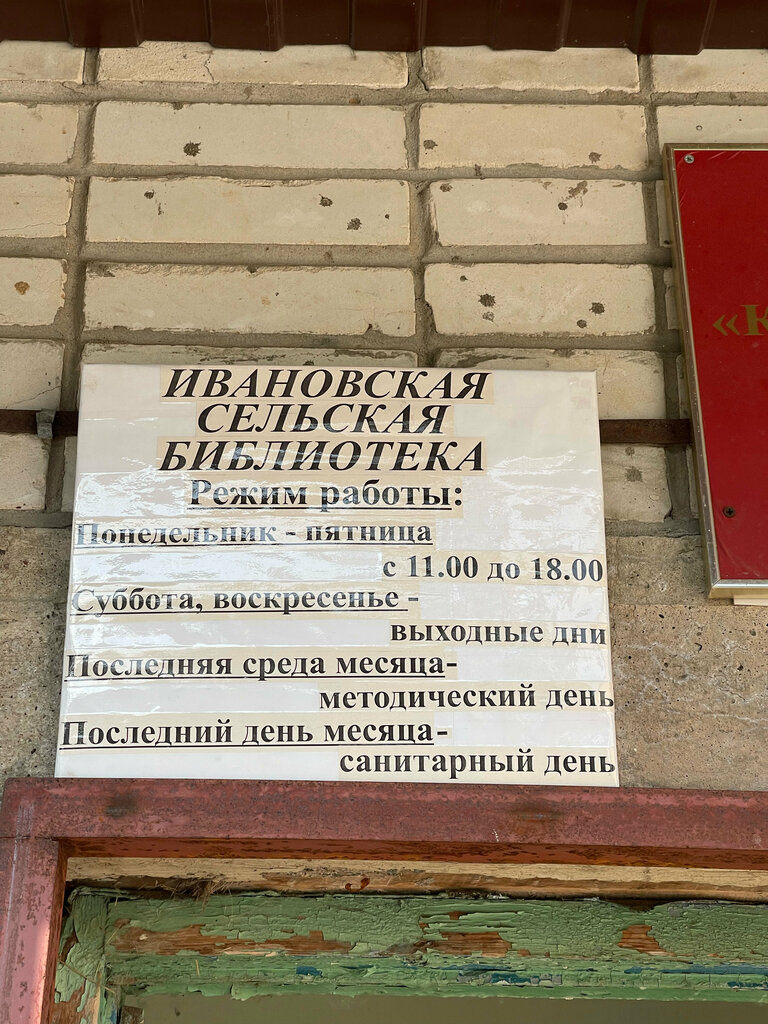 ИВАНОВСКАЯ
СЕЛЬСКАЯ
БИБЛИОТЕКА
Режим работы:
Понедельник - пятница
с 11.00 до 18.00
Суббота, воскресенье -
выходные дни
Последняя среда месяца-
методический день
Последний день месяца-
санитарный день
«К